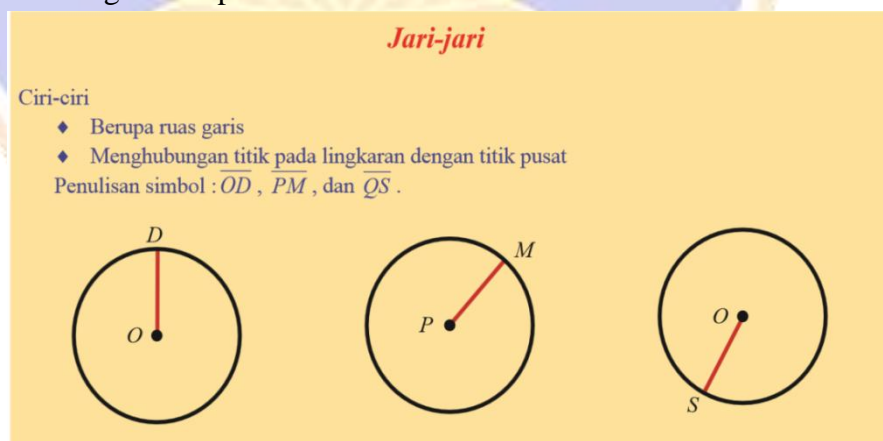 Jari-jari
Ciri-ciri
♦ Berupa ruas garis
♦ Menghubungan titik pada lingkaran dengan titik pusat
Penulisan simbol : OD , PM , dan QS .
D
M
O
P
O
S